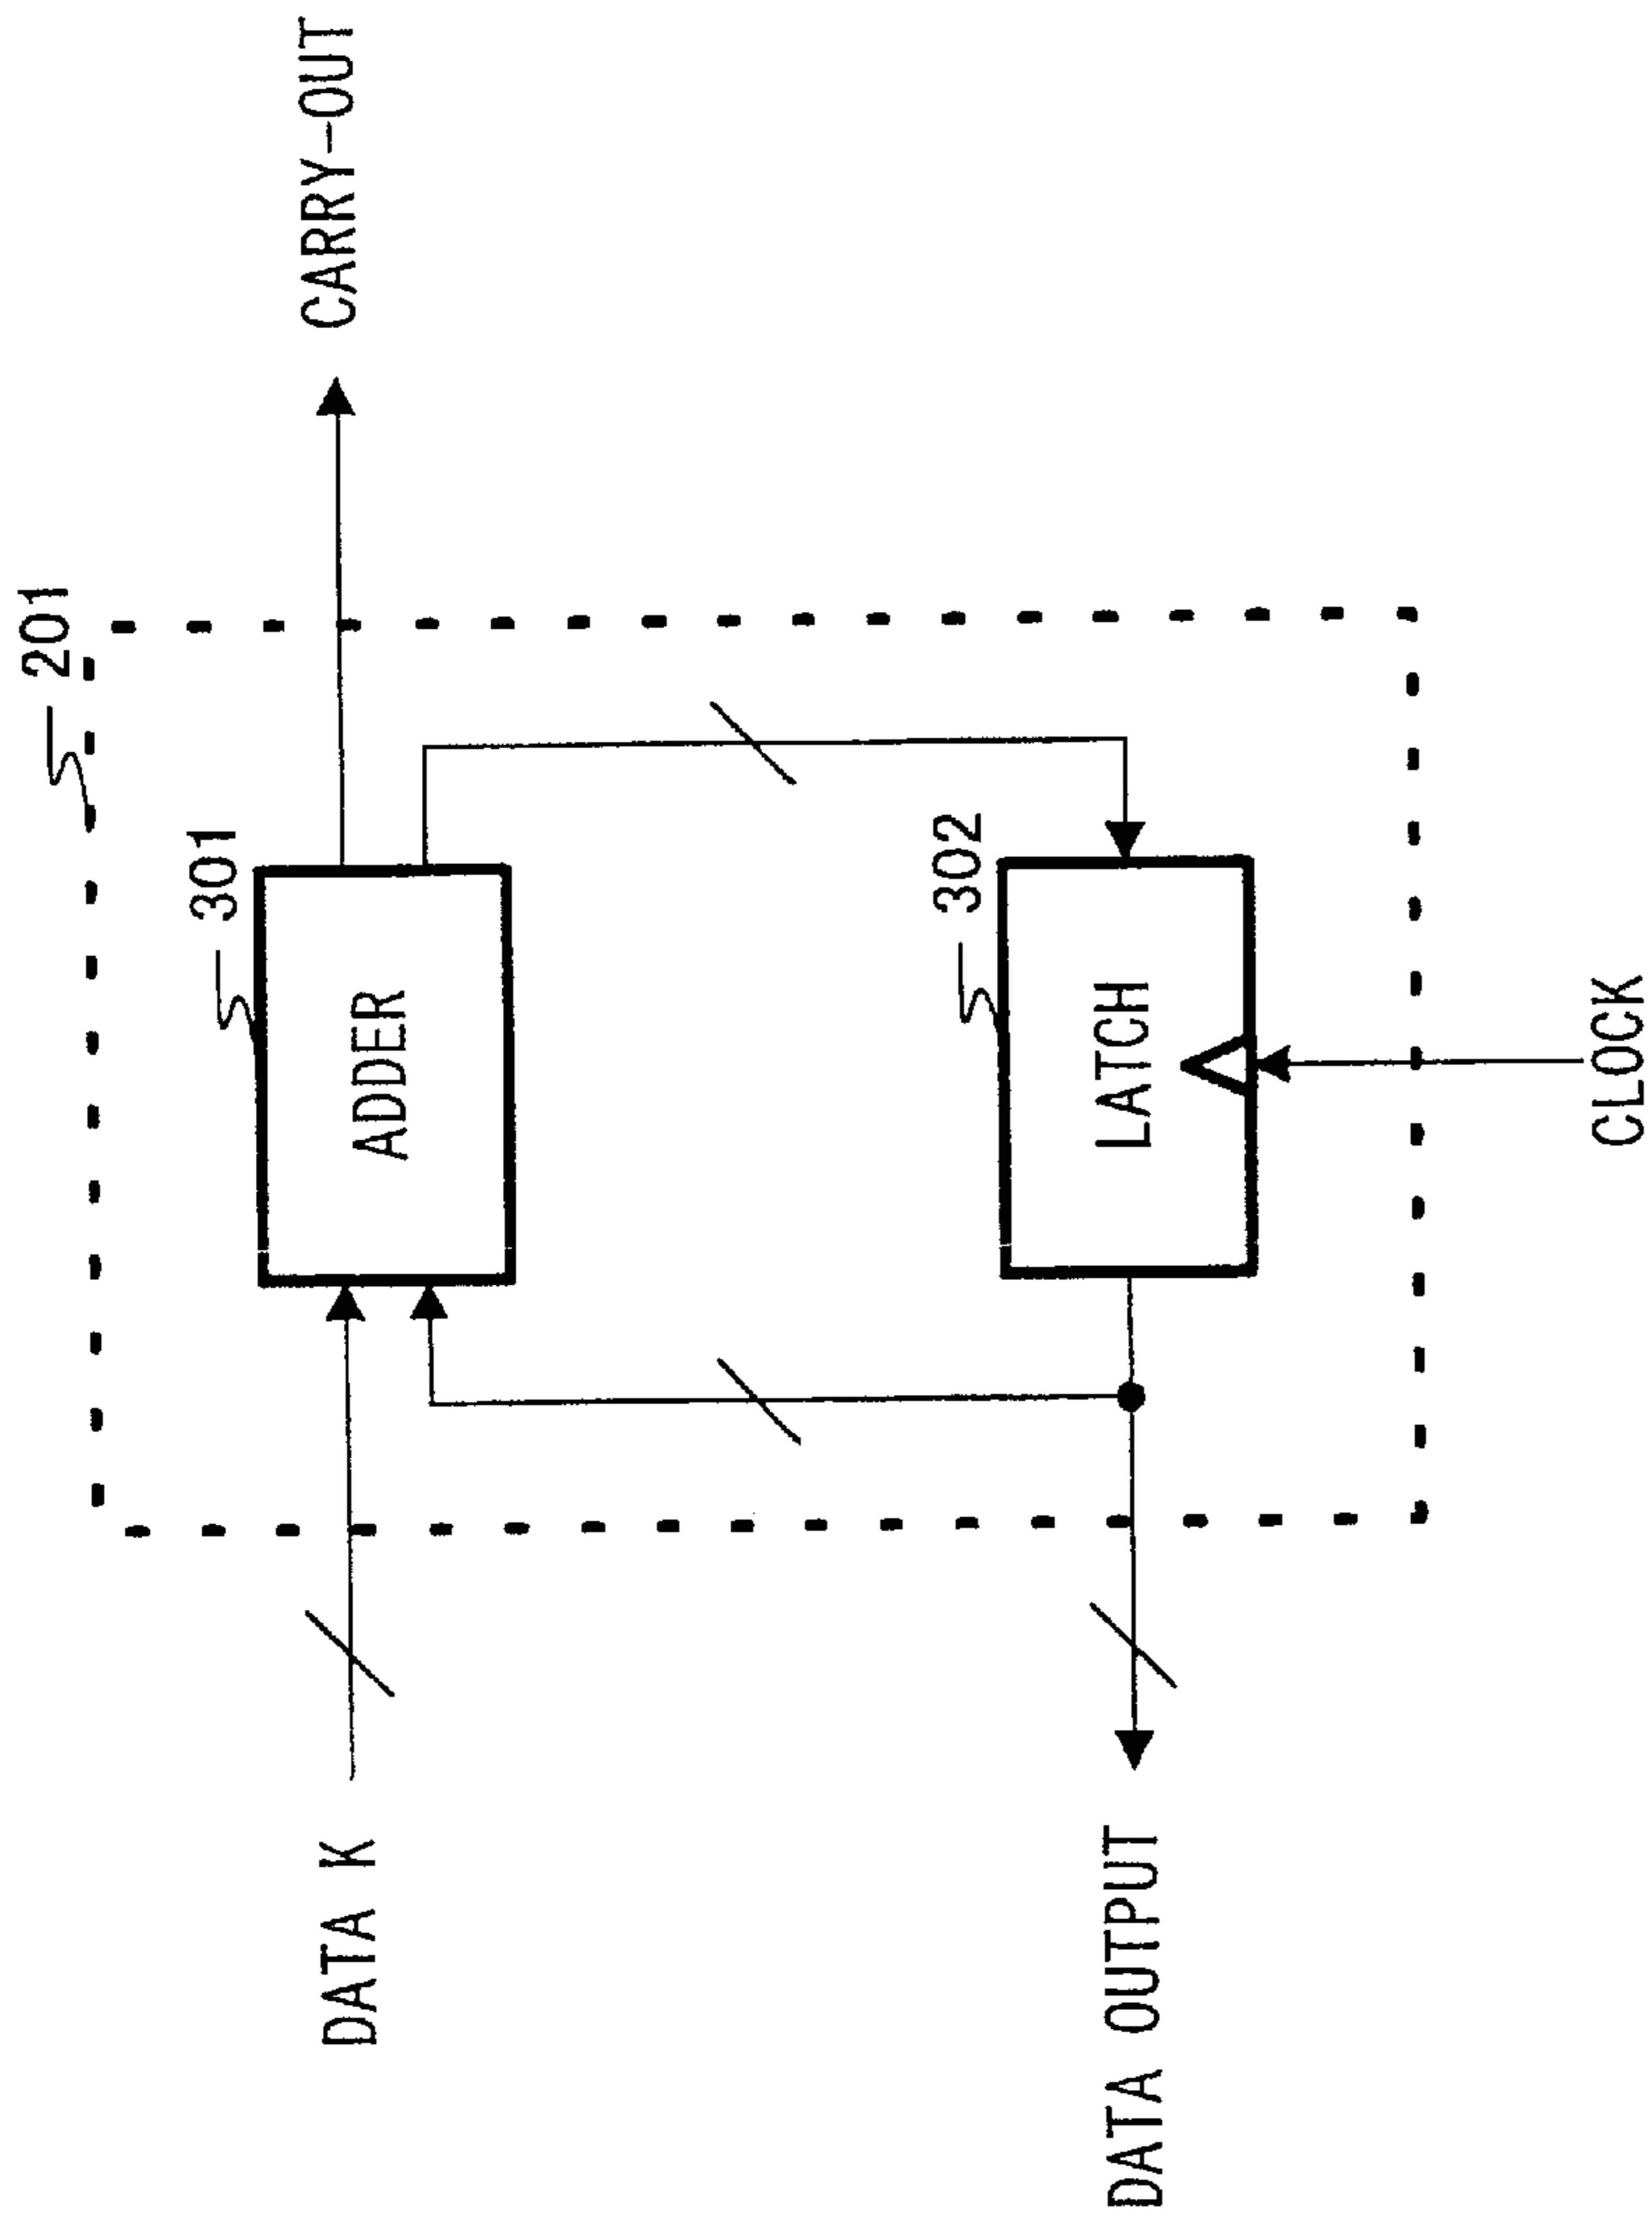 201
301
ADDER
CARRY-OUT
DATA K
302
LATCH
DATA OUTPUT
CLOCK